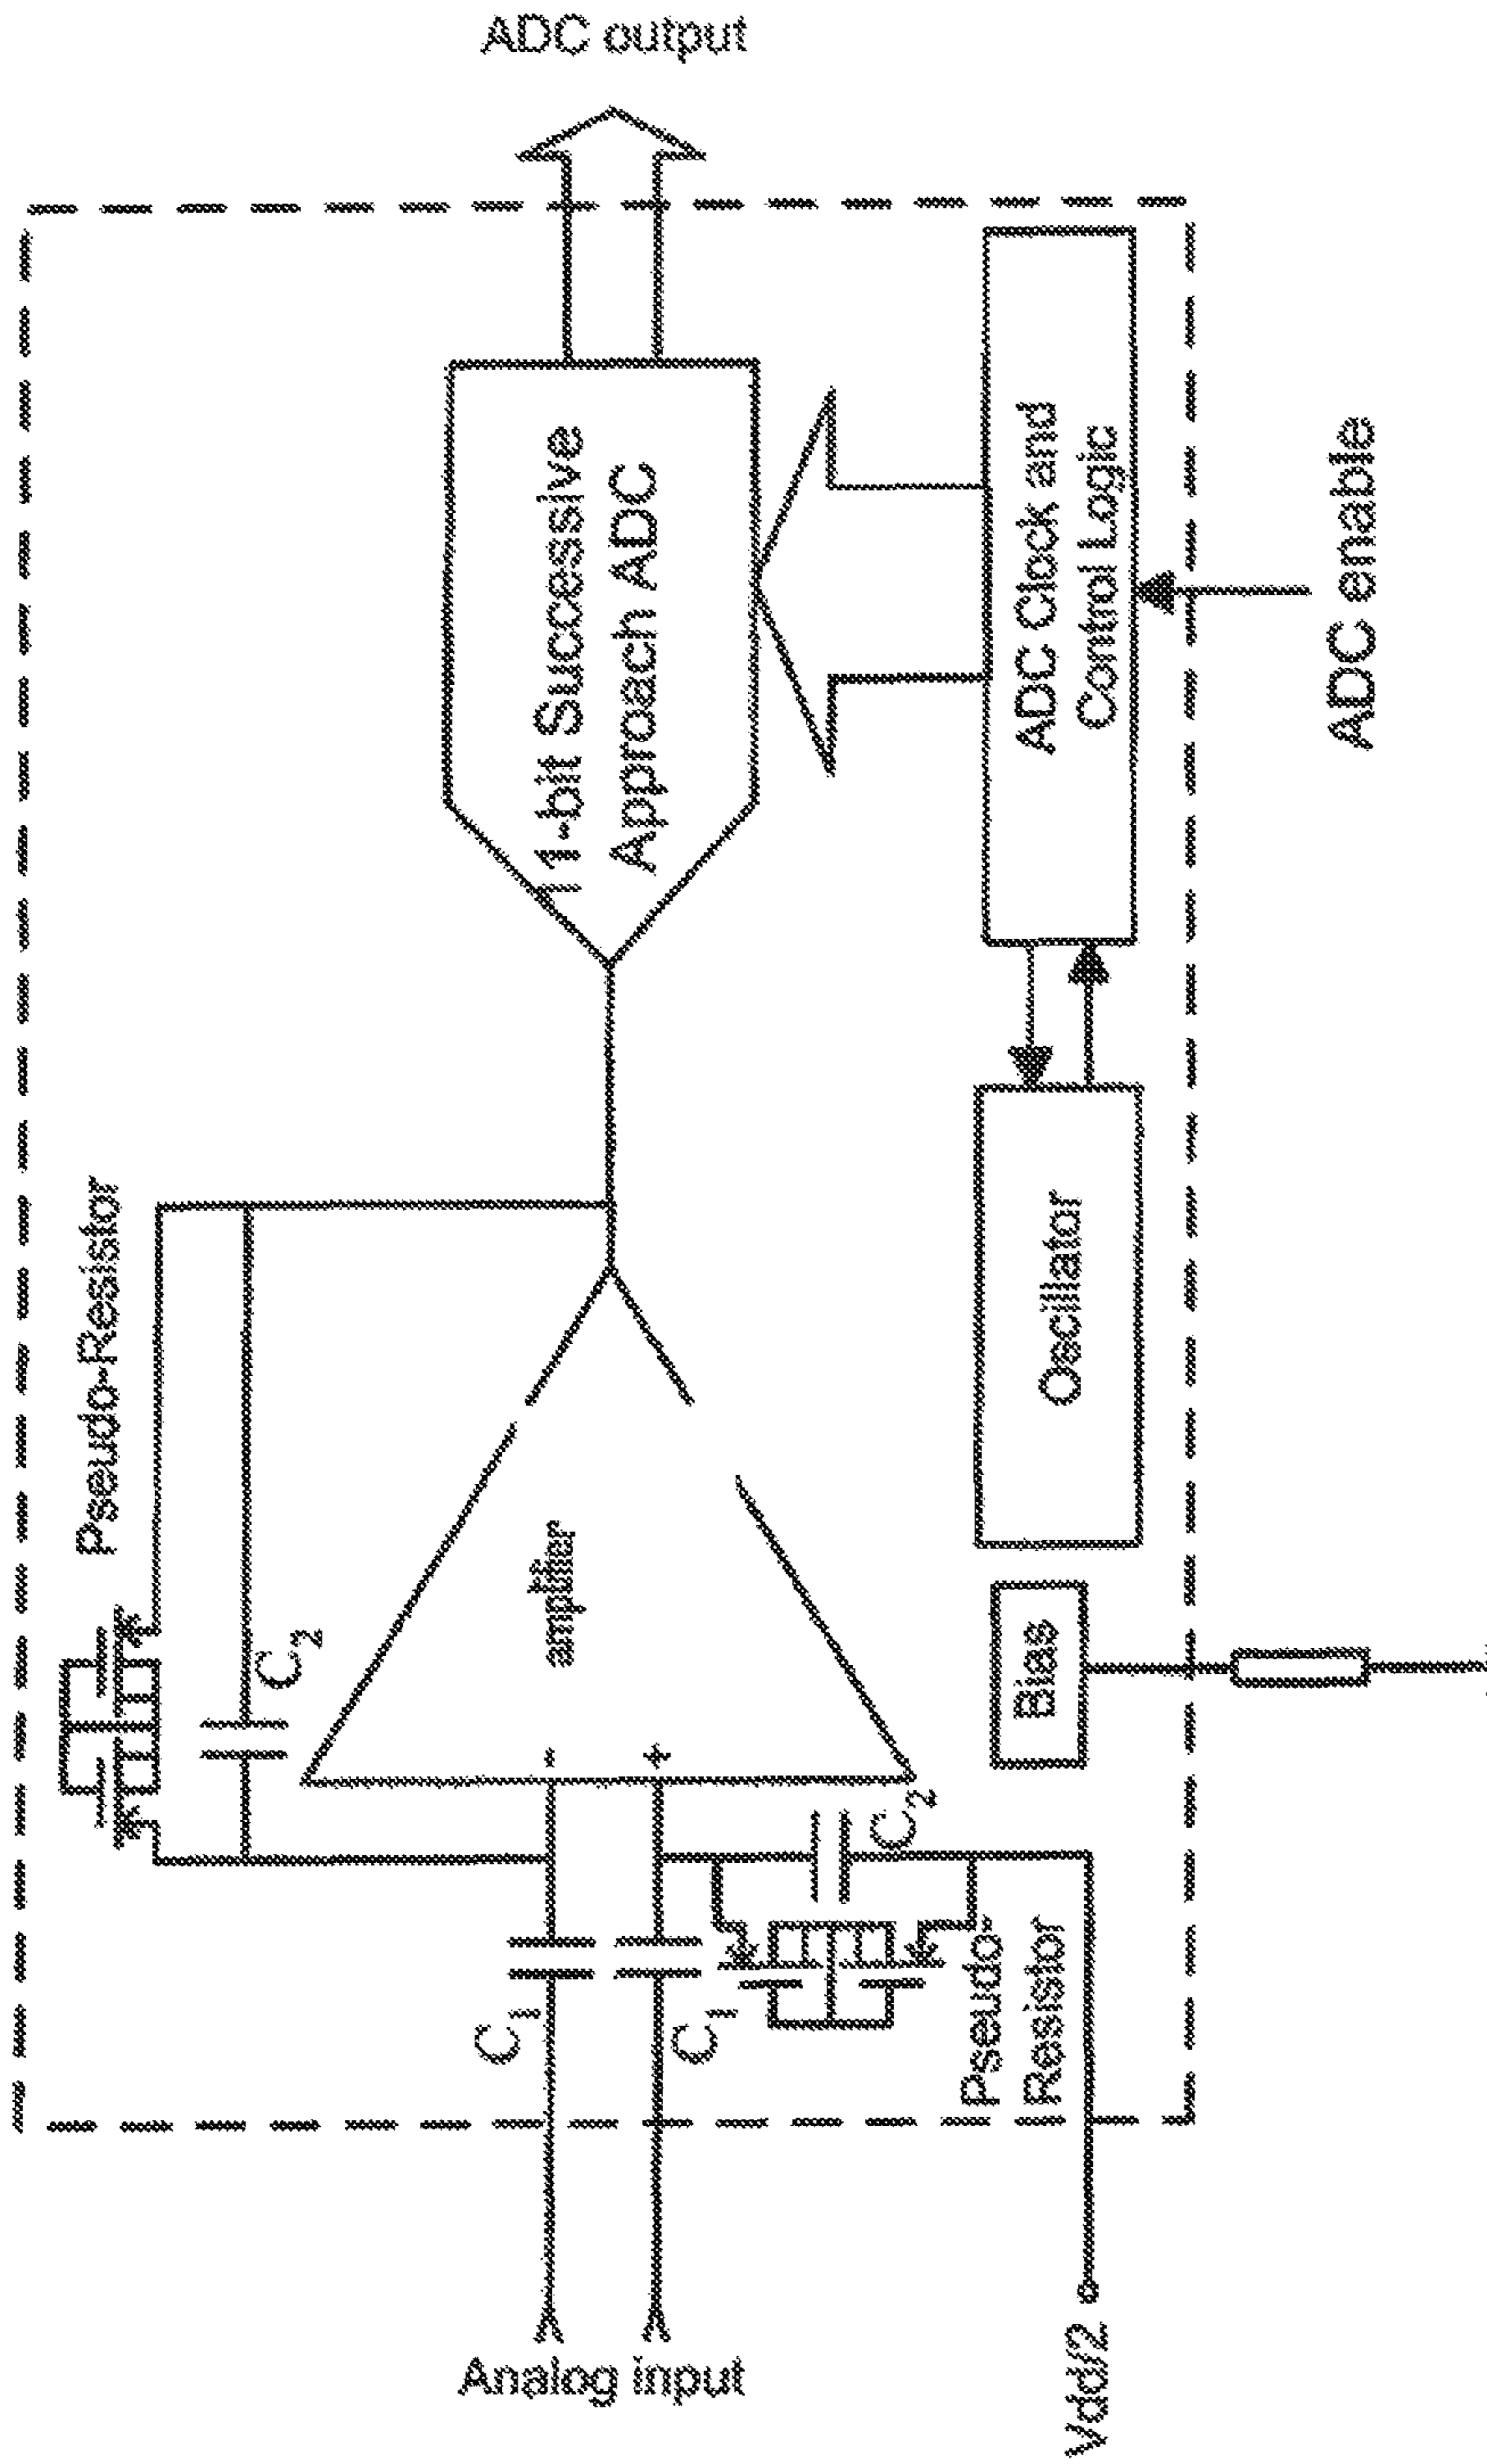 ADC output
Pseudo-Resistor
C2
11-bit Successive
Approach ADC
amplifier
-
+
C1
C1
C2
Pseudo-
Resistor
Bias
Oscillator
ADC Clock and
Control Logic
ADC enable
Analog input
Vdd/2